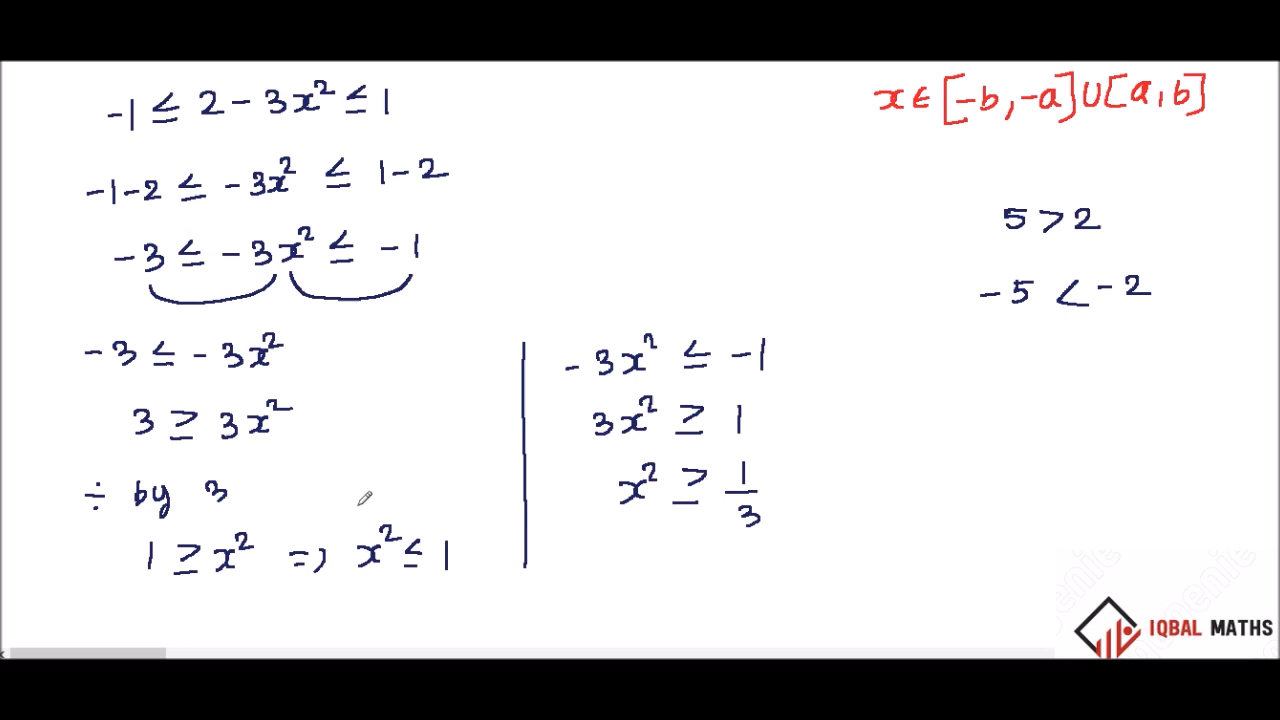 -1 ≤ 2 - 3x² ≤ 1
-1-2 ≤ -3x² ≤ 1-2
-3 ≤ -3x² ≤ -1
-3 ≤ -3x²
3 ≥ 3x²
÷ by 3
1 ≥ x² => x² ≤ 1
-3x² ≤ -1
3x² ≥ 1
x² ≥ 1/3
x ∈ [-b, -a] ∪ [a, b]
5 > 2
-5 < -2
IQBAL MATHS